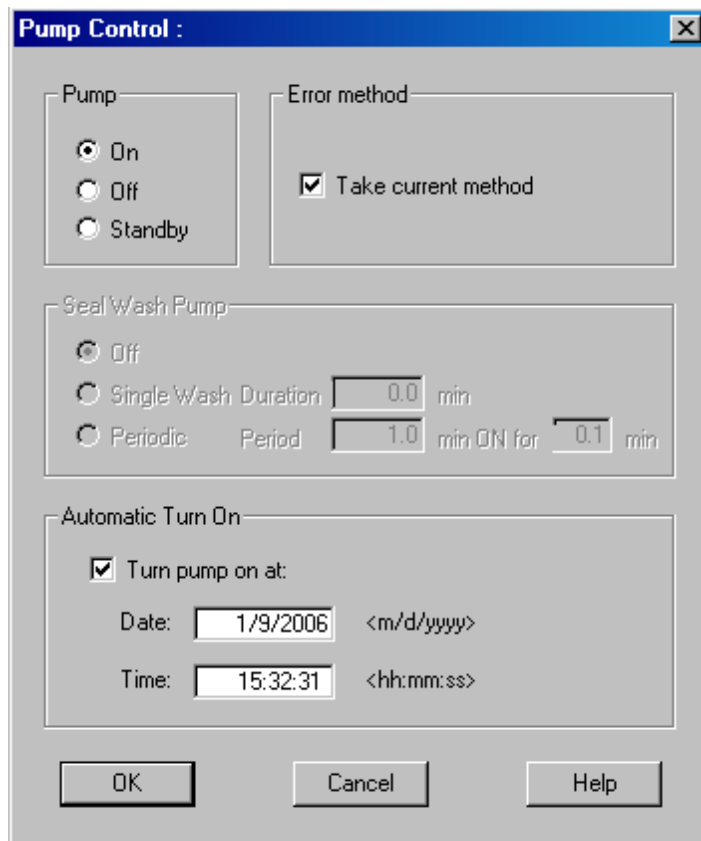 Pump Control :
Pump
Error method
On
Off
Standby
Take current method
Seal Wash Pump
Off
Single Wash Duration 0.0 min
Periodic Period 1.0 min ON for 0.1 min
Automatic Turn On
Turn pump on at:
Date: 1/9/2006 <m/d/yyyy>
Time: 15:32:31 <hh:mm:ss>
OK Cancel Help